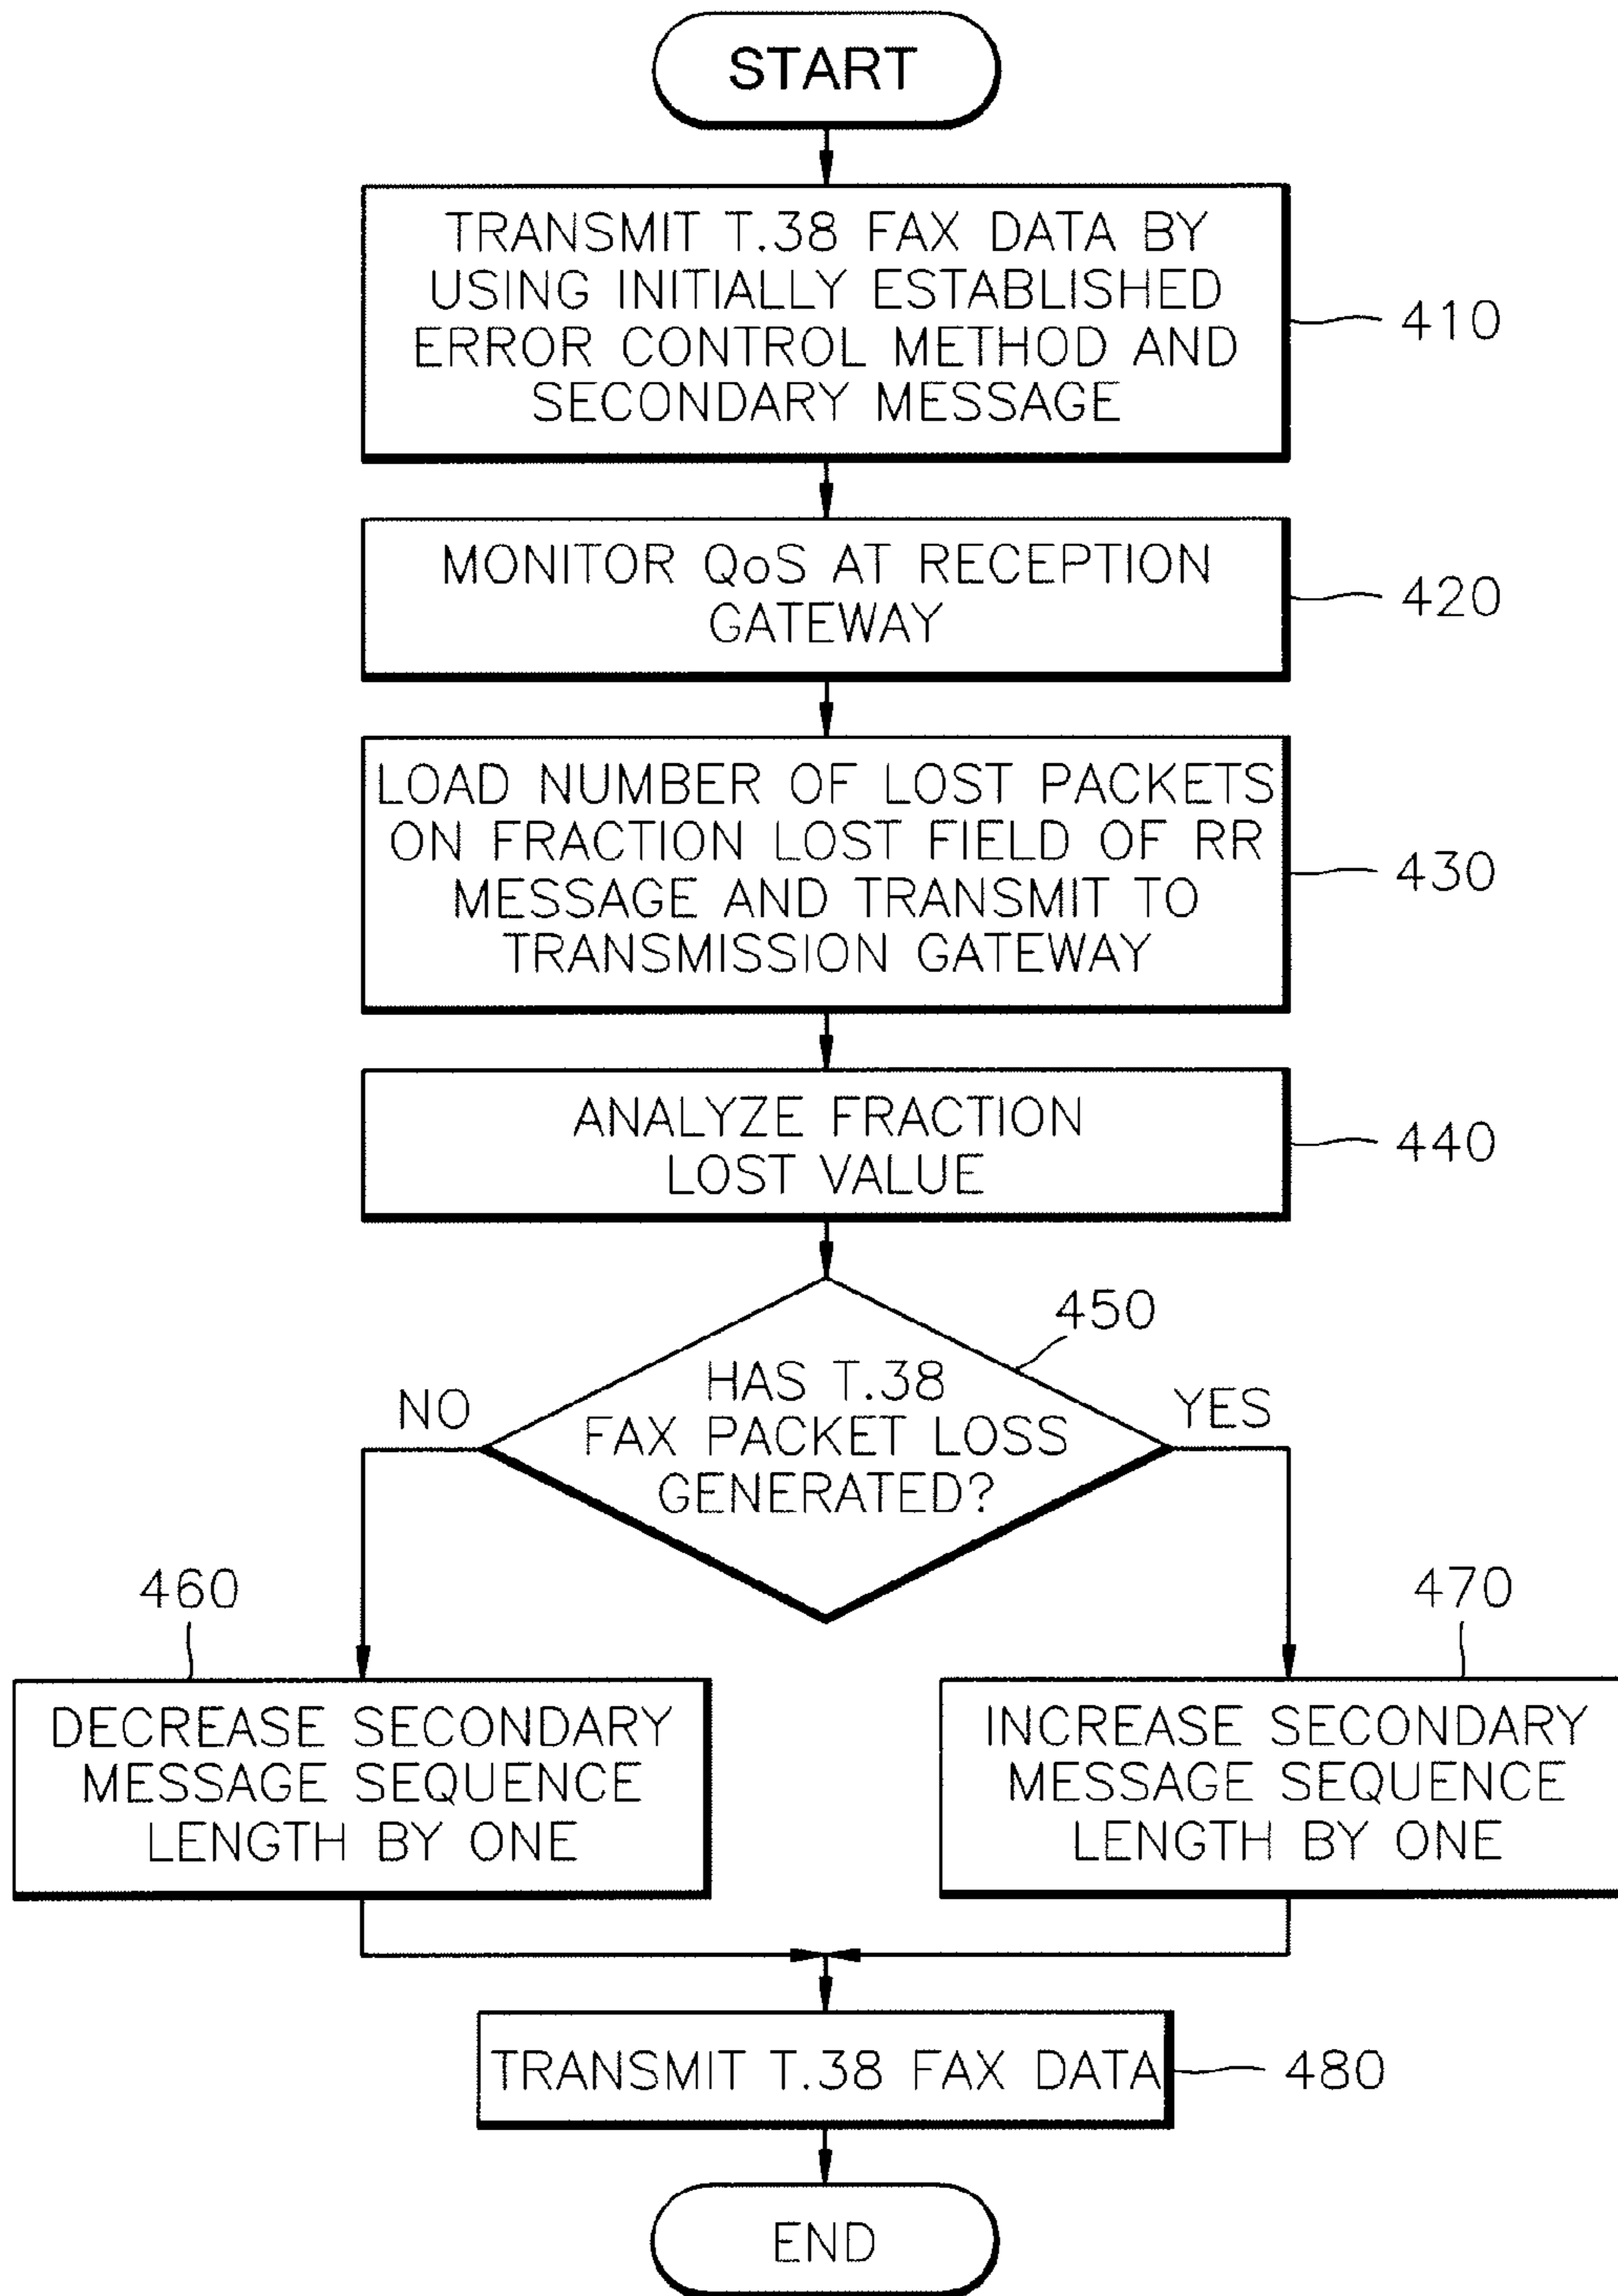 START
TRANSMIT T.38 FAX DATA BY
USING INITIALLY ESTABLISHED
ERROR CONTROL METHOD AND
SECONDARY MESSAGE
410
MONITOR QoS AT RECEPTION
GATEWAY
420
LOAD NUMBER OF LOST PACKETS
ON FRACTION LOST FIELD OF RR
MESSAGE AND TRANSMIT TO
TRANSMISSION GATEWAY
430
ANALYZE FRACTION
LOST VALUE
440
450
HAS T.38
FAX PACKET LOSS
GENERATED?
NO
YES
460
DECREASE SECONDARY
MESSAGE SEQUENCE
LENGTH BY ONE
470
INCREASE SECONDARY
MESSAGE SEQUENCE
LENGTH BY ONE
TRANSMIT T.38 FAX DATA
480
END